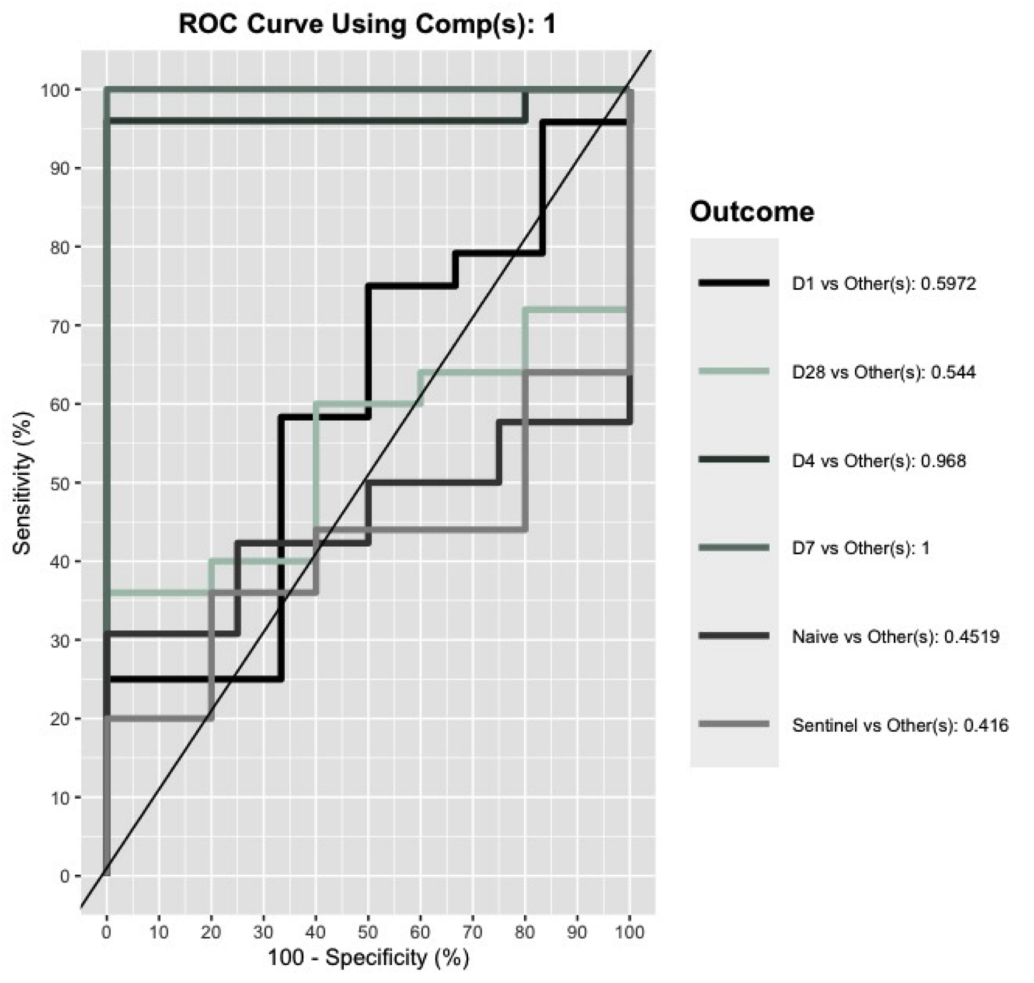 ROC Curve Using Comp(s): 1
Sensitivity (%)
100
90
80
70
60
50
40
30
20
10
0
0 10 20 30 40 50 60 70 80 90 100
100 - Specificity (%)
Outcome
D1 vs Other(s): 0.5972
D28 vs Other(s): 0.544
D4 vs Other(s): 0.968
D7 vs Other(s): 1
Naive vs Other(s): 0.4519
Sentinel vs Other(s): 0.416